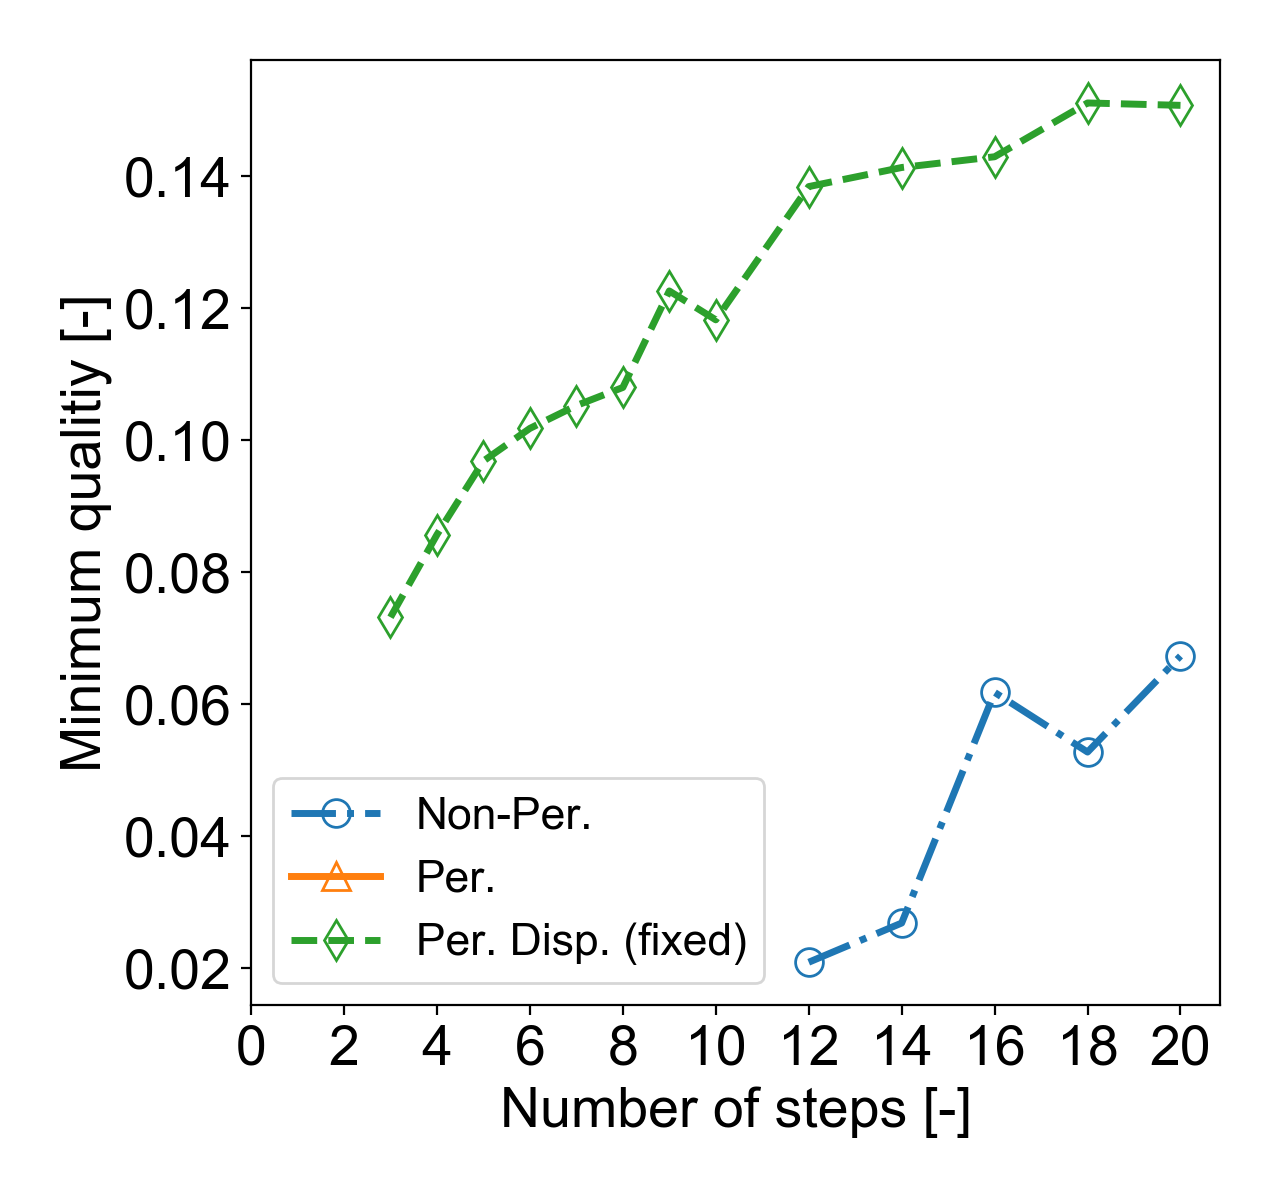 0.14
0.12
0.10
0.08
0.06
0.04
0.02
Minimum qualitiy [-]
Non-Per.
Per.
Per. Disp. (fixed)
0 2 4 6 8 10 12 14 16 18 20
Number of steps [-]